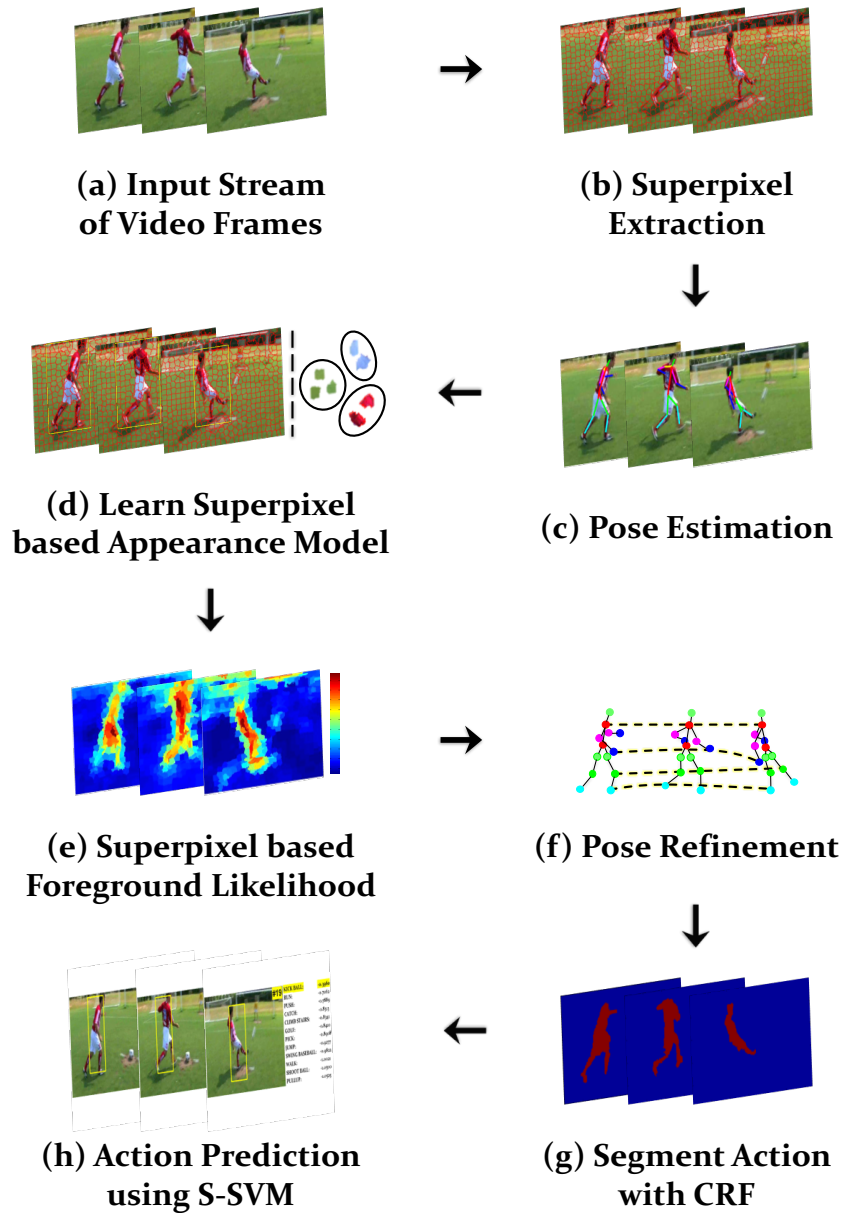 (a) Input Stream
of Video Frames
(b) Superpixel
Extraction
(d) Learn Superpixel
based Appearance Model
(c) Pose Estimation
(e) Superpixel based
Foreground Likelihood
(f) Pose Refinement
#19
KICK BALL:
RUN:
PUSH:
CATCH:
CLIMB STAIRS:
GOLF:
PICK:
JUMP:
SWING BASEBALL:
WALK:
SHOOT BALL:
PULLUP:
(h) Action Prediction
using S-SVM
(g) Segment Action
with CRF